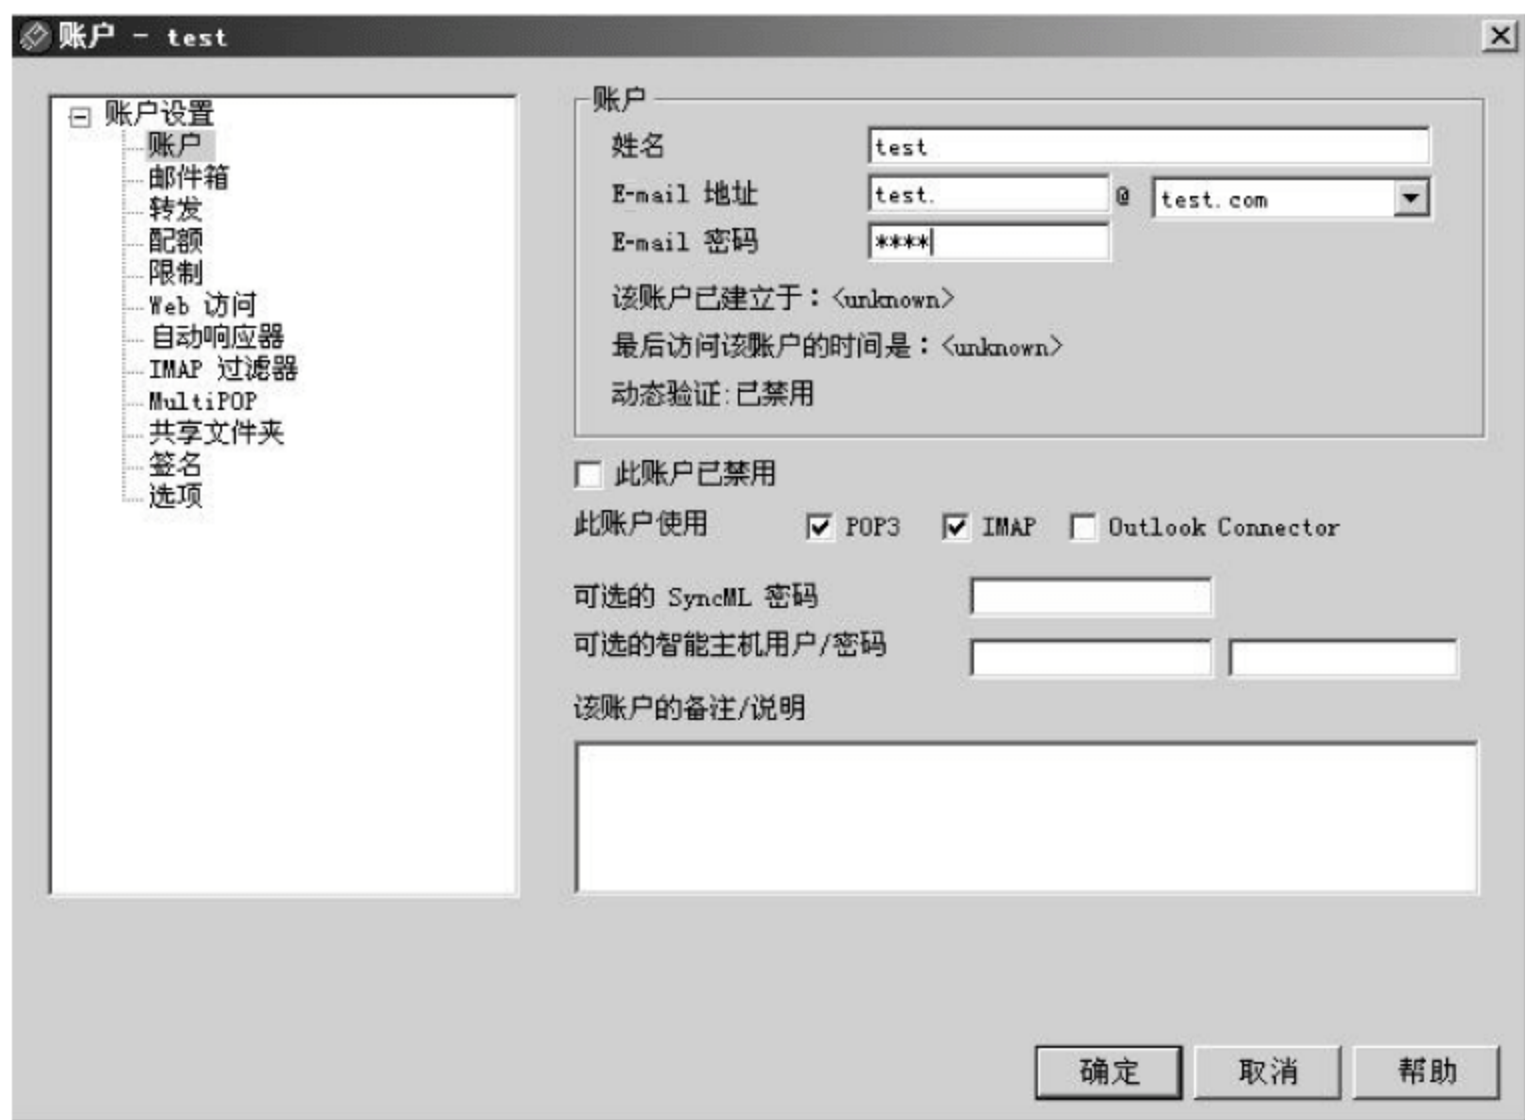 账户 - test
账户设置
账户
邮件箱
转发
配额
限制
Web 访问
自动响应器
IMAP 过滤器
MultiPOP
共享文件夹
签名
选项
账户
姓名 test
E-mail 地址 test. @ test.com
E-mail 密码 ****
该账户已建立于：<unknown>
最后访问该账户的时间是：<unknown>
动态验证:已禁用
此账户已禁用
此账户使用 POP3 IMAP Outlook Connector
可选的 SyncML 密码
可选的智能主机用户/密码
该账户的备注/说明
确定 取消 帮助